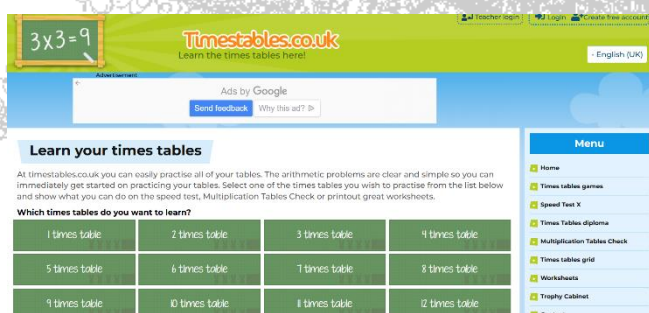 Teacher login
Login
Create free account
3x3=9
Timestables.co.uk
Learn the times tables here!
- English (UK)
Advertisement
Ads by Google
Send feedback
Why this ad?
Learn your times tables
At timestables.co.uk you can easily practise all of your tables. The arithmetic problems are clear and simple so you can
immediately get started on practicing your tables. Select one of the times tables you wish to practise from the list below
and show what you can do on the speed test, Multiplication Tables Check or printout great worksheets.
Which times tables do you want to learn?
1 times table
2 times table
3 times table
4 times table
5 times table
6 times table
7 times table
8 times table
9 times table
10 times table
11 times table
12 times table
Menu
Home
Times tables games
Speed Test X
Times Tables diploma
Multiplication Tables Check
Times tables grid
Worksheets
Trophy Cabinet